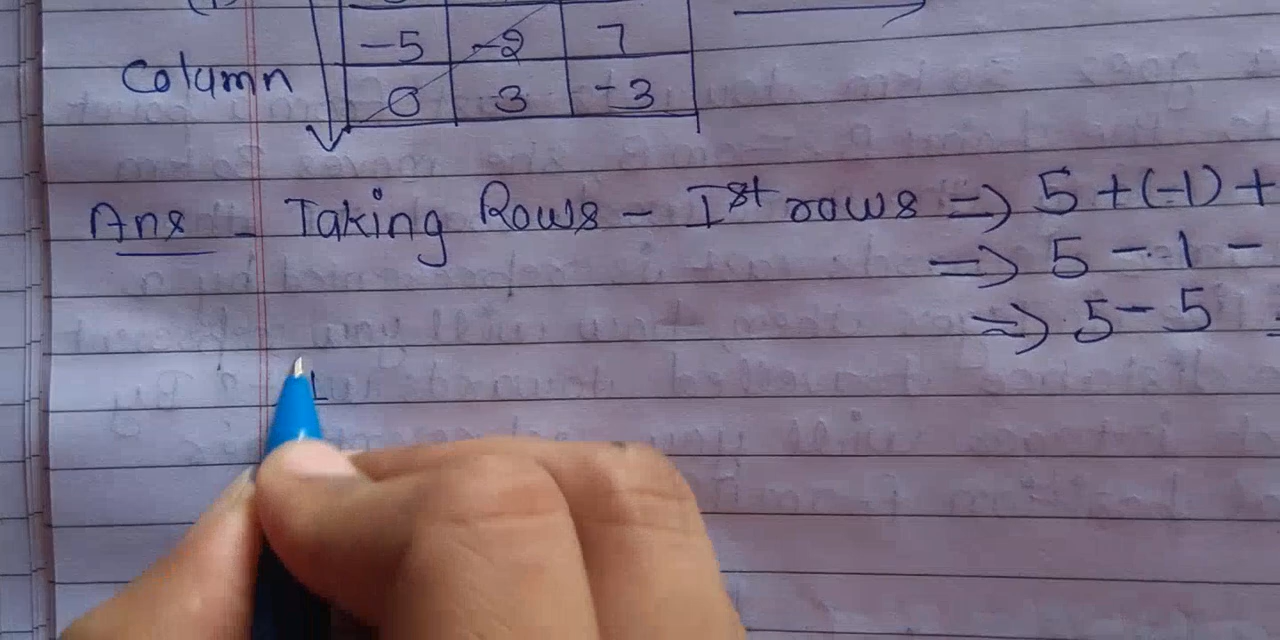 -5 -2 7
Column
0 3 -3
Ans - Taking Rows - Ist rows => 5 + (-1) +
=> 5 - 1 -
=> 5 - 5 =